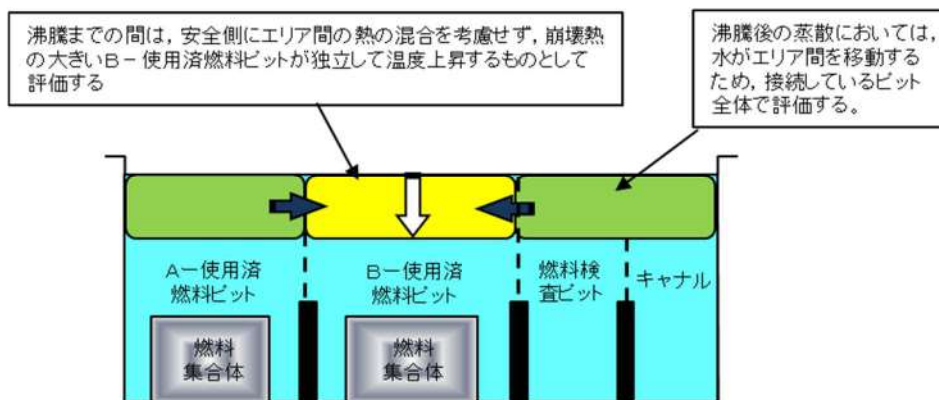 沸騰までの間は，安全側にエリア間の熱の混合を考慮せず，崩壊熱
の大きいＢ－使用済燃料ピットが独立して温度上昇するものとして
評価する
沸騰後の蒸散においては，
水がエリア間を移動する
ため，接続しているピット
全体で評価する。
Ａ－使用済
燃料ピット
Ｂ－使用済
燃料ピット
燃料検
査ピット
キャナル
燃料
集合体
燃料
集合体